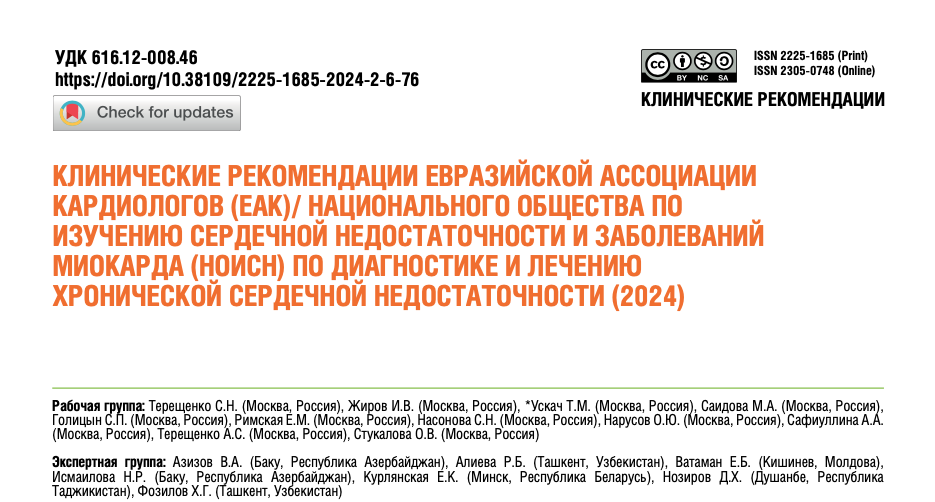 УДК 616.12-008.46
https://doi.org/10.38109/2225-1685-2024-2-6-76
Check for updates
cc
BY NC SA
ISSN 2225-1685 (Print)
ISSN 2305-0748 (Online)
КЛИНИЧЕСКИЕ РЕКОМЕНДАЦИИ
КЛИНИЧЕСКИЕ РЕКОМЕНДАЦИИ ЕВРАЗИЙСКОЙ АССОЦИАЦИИ
КАРДИОЛОГОВ (ЕАК)/ НАЦИОНАЛЬНОГО ОБЩЕСТВА ПО
ИЗУЧЕНИЮ СЕРДЕЧНОЙ НЕДОСТАТОЧНОСТИ И ЗАБОЛЕВАНИЙ
МИОКАРДА (НОИСН) ПО ДИАГНОСТИКЕ И ЛЕЧЕНИЮ
ХРОНИЧЕСКОЙ СЕРДЕЧНОЙ НЕДОСТАТОЧНОСТИ (2024)
Рабочая группа: Терещенко С.Н. (Москва, Россия), Жиров И.В. (Москва, Россия), *Ускач Т.М. (Москва, Россия), Саидова М.А. (Москва, Россия),
Голицын С.П. (Москва, Россия), Римская Е.М. (Москва, Россия), Насонова С.Н. (Москва, Россия), Нарусов О.Ю. (Москва, Россия), Сафиуллина А.А.
(Москва, Россия), Терещенко А.С. (Москва, Россия), Стукалова О.В. (Москва, Россия)
Экспертная группа: Азизов В.А. (Баку, Республика Азербайджан), Алиева Р.Б. (Ташкент, Узбекистан), Ватаман Е.Б. (Кишинев, Молдова),
Исмаилова Н.Р. (Баку, Республика Азербайджан), Курлянская Е.К. (Минск, Республика Беларусь), Нозиров Д.Х. (Душанбе, Республика
Таджикистан), Фозилов Х.Г. (Ташкент, Узбекистан)